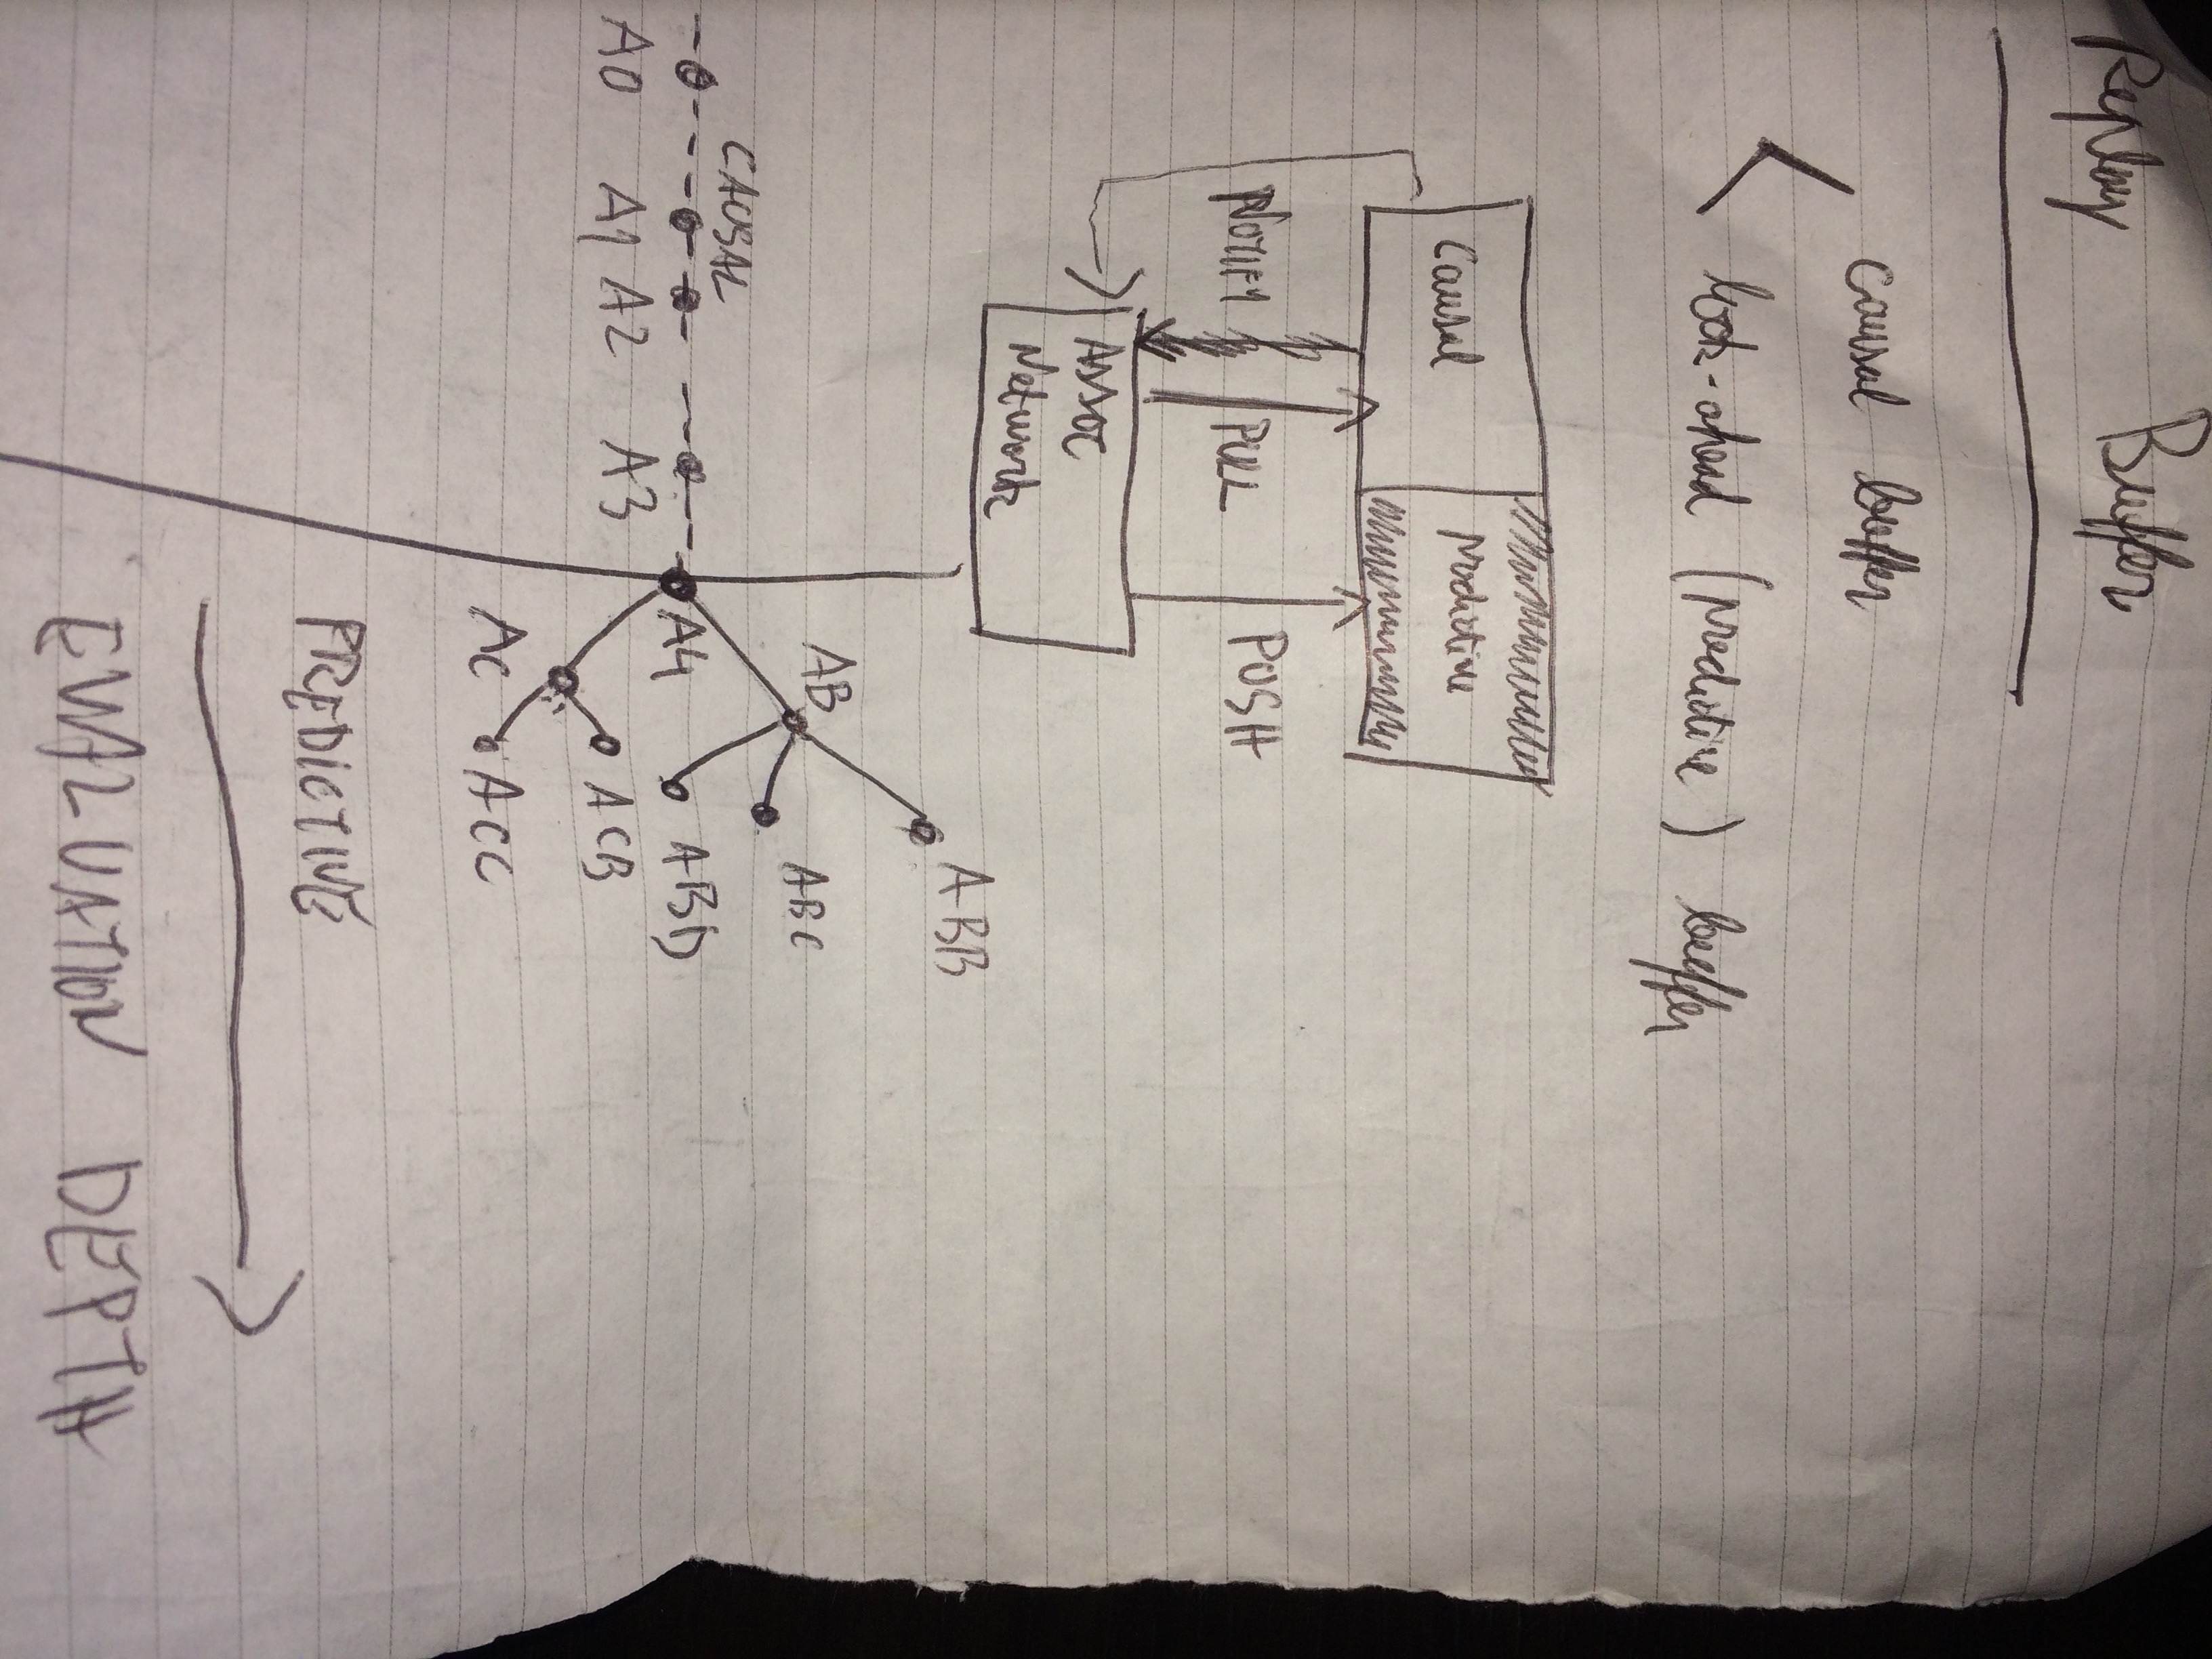 Replay Buffer
causal buffer
look-ahead (predictive) buffer
Causal Predictive
NOTIFY PULL PUSH
Assoc
Network
ABB
AB
ABC
CAUSAL
A4 ABD
A0 A1 A2 A3
ACB
AC ACC
PREDICTIVE
EVALUATION DEPTH